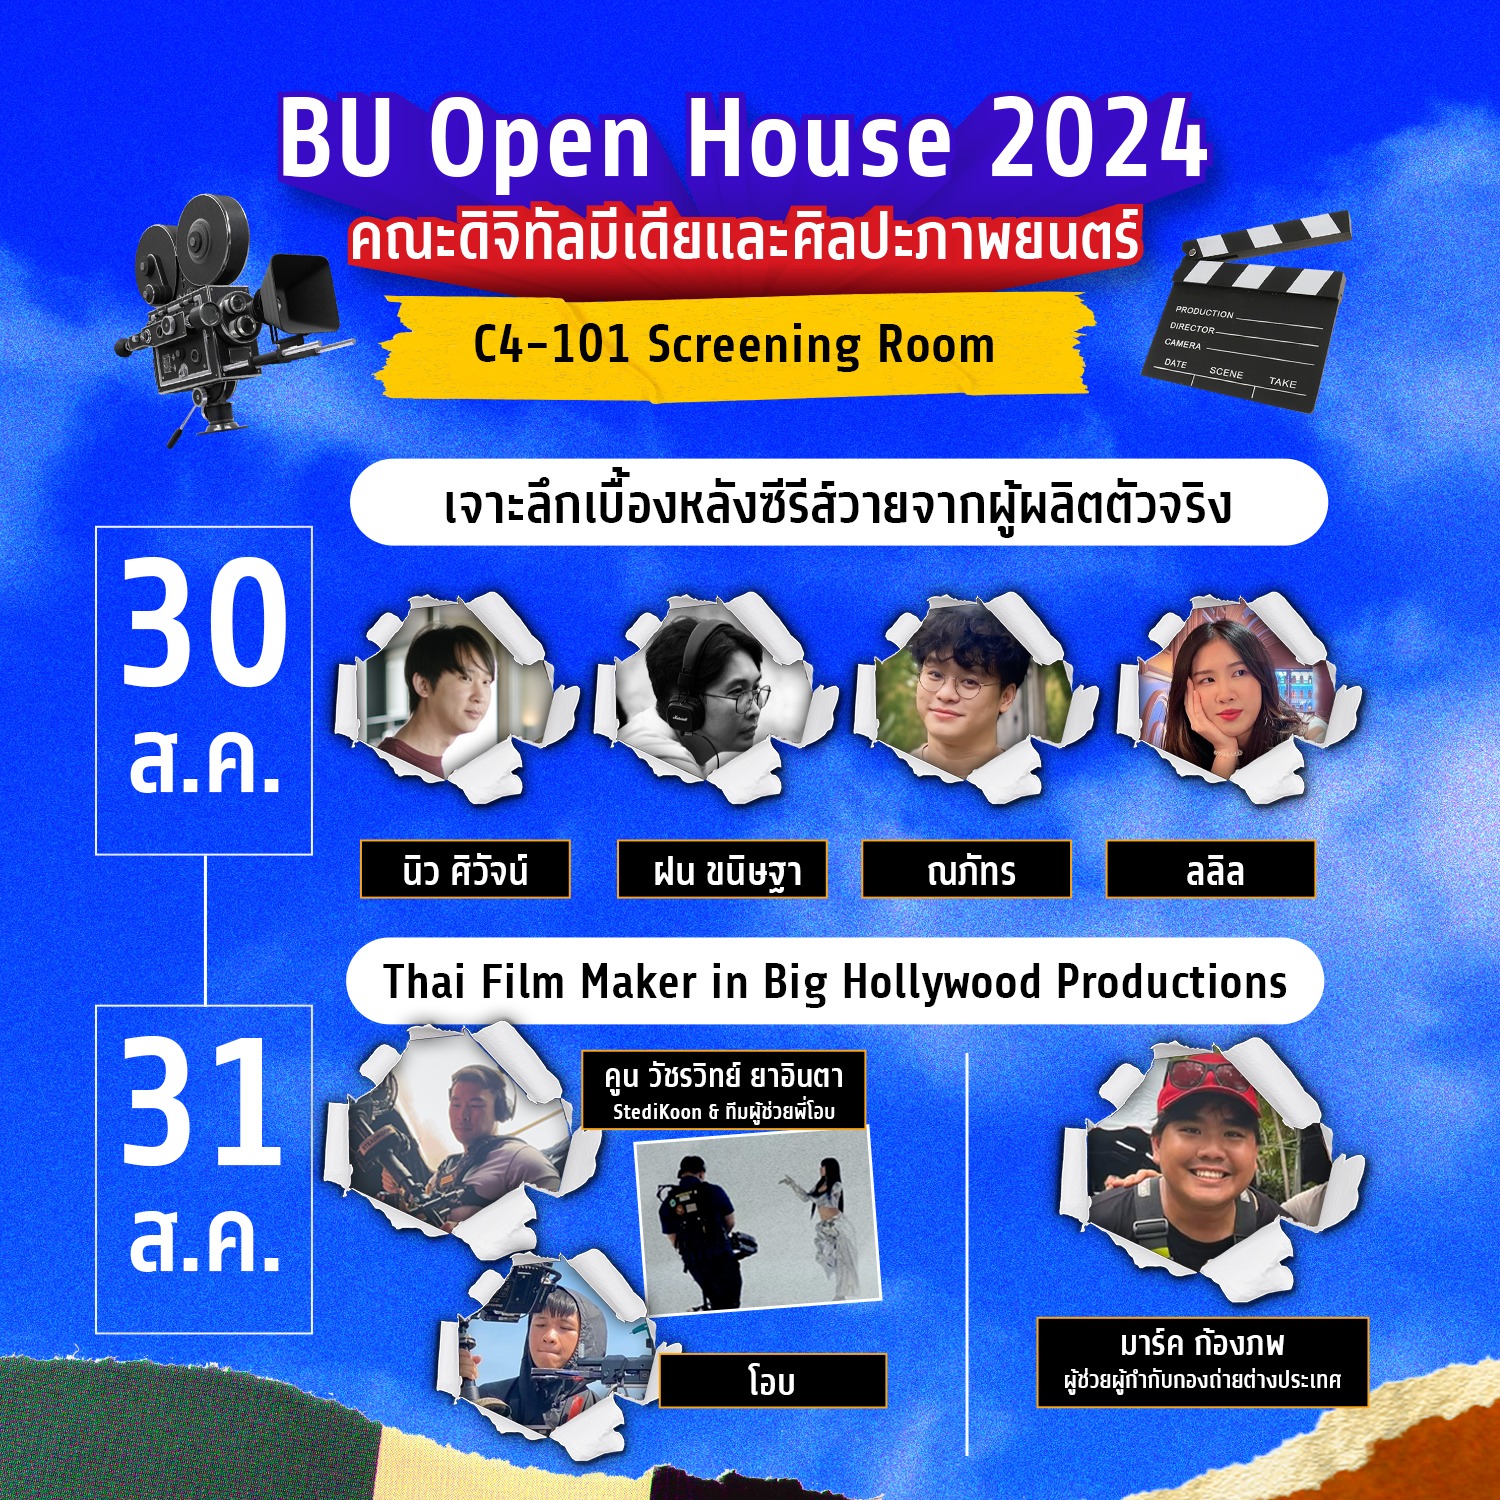 BU Open House 2024
คณะดิจิทัลมีเดียและศิลปะภาพยนตร์
C4-101 Screening Room
PRODUCTION
DIRECTOR
CAMERA
DATE SCENE TAKE
เจาะลึกเบื้องหลังซีรีส์วายจากผู้ผลิตตัวจริง
30
ส.ค.
นิว ศิวัจน์
ฝน ขนิษฐา
ณภัทร
ลลิล
Thai Film Maker in Big Hollywood Productions
31
ส.ค.
คูน วัชรวิทย์ ยาอินตา
StediKoon & ทีมผู้ช่วยพี่โอบ
โอบ
มาร์ค ก้องภพ
ผู้ช่วยผู้กำกับกองถ่ายต่างประเทศ